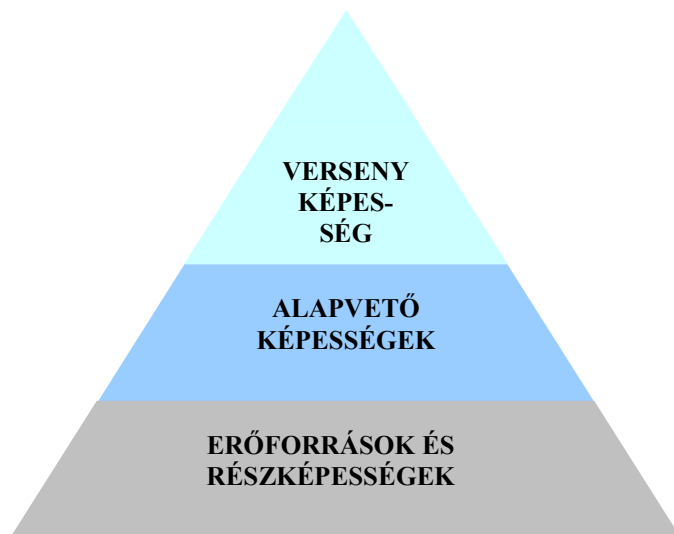 VERSENY
KÉPES-
SÉG
ALAPVETŐ
KÉPESSÉGEK
ERŐFORRÁSOK ÉS
RÉSZKÉPESSÉGEK